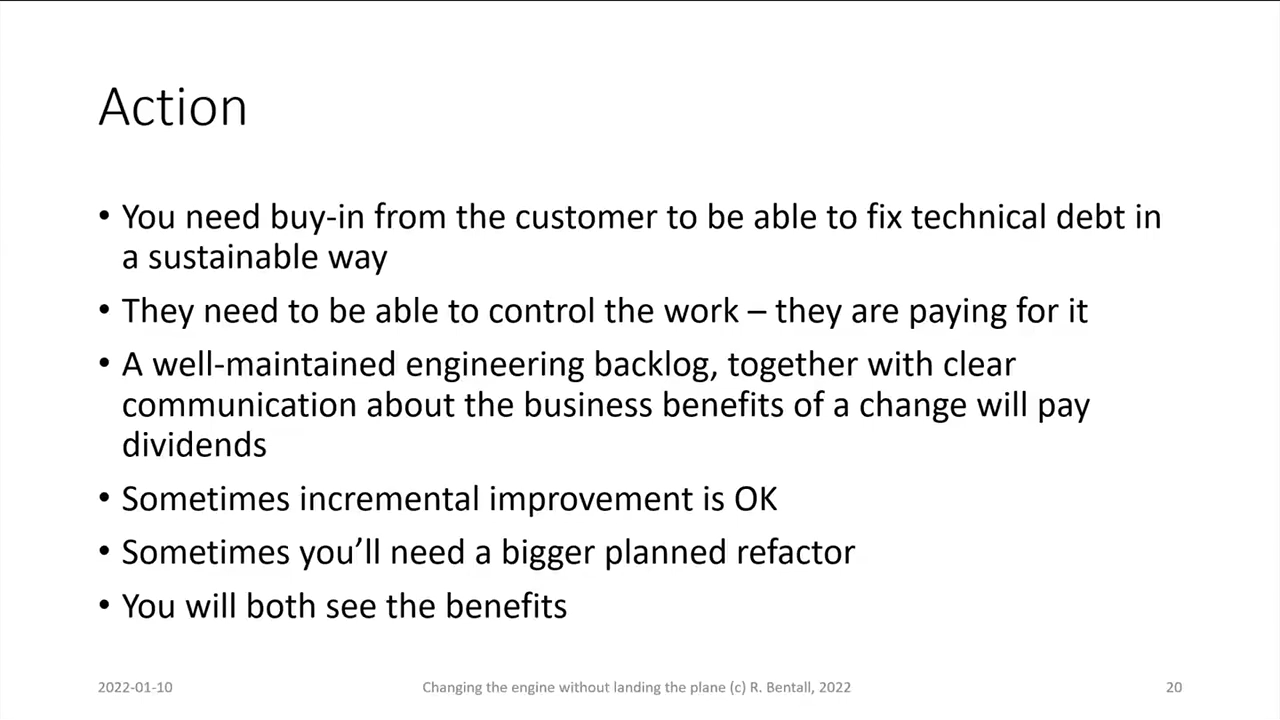 Action
• You need buy-in from the customer to be able to fix technical debt in
a sustainable way
• They need to be able to control the work – they are paying for it
• A well-maintained engineering backlog, together with clear
communication about the business benefits of a change will pay
dividends
• Sometimes incremental improvement is OK
• Sometimes you’ll need a bigger planned refactor
• You will both see the benefits
2022-01-10
Changing the engine without landing the plane (c) R. Bentall, 2022
20